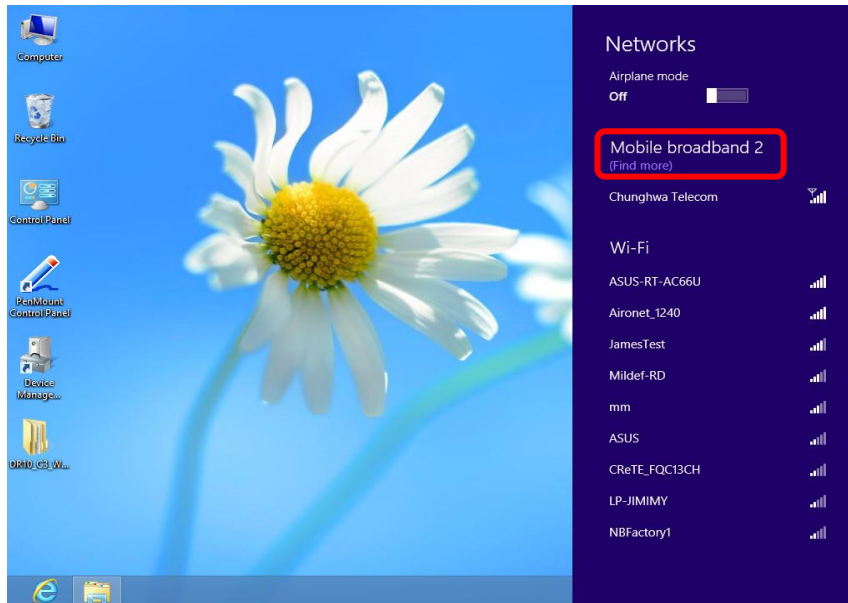 Computer
Recycle Bin
Control Panel
PenMount
Control Panel
Device
Manage...
DR10_C3_W...
Networks
Airplane mode
Off
Mobile broadband 2
(Find more)
Chunghwa Telecom
Wi-Fi
ASUS-RT-AC66U
Aironet_1240
JamesTest
Mildef-RD
mm
ASUS
CReTE_FQC13CH
LP-JIMIMY
NBFactory1